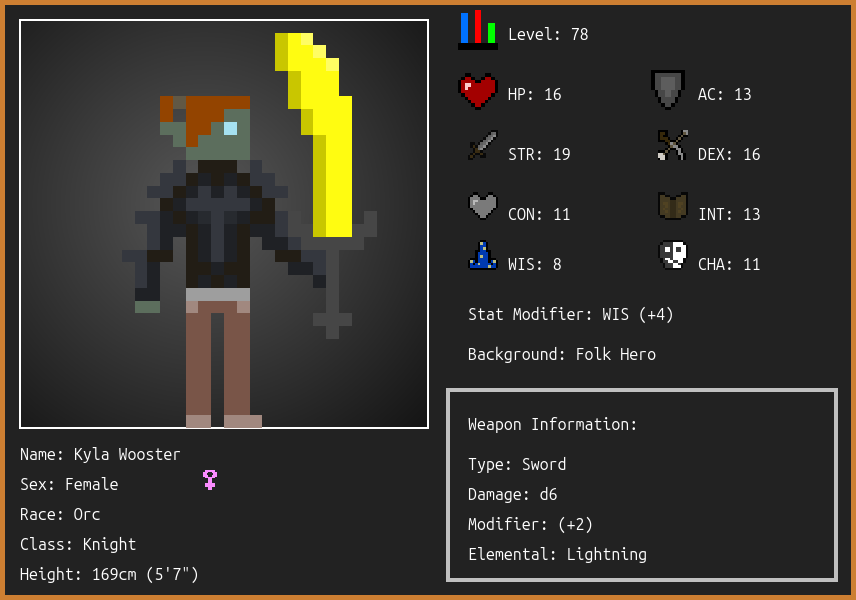 Level: 78
HP: 16
AC: 13
STR: 19
DEX: 16
CON: 11
INT: 13
WIS: 8
CHA: 11
Stat Modifier: WIS (+4)
Background: Folk Hero
Weapon Information:
Type: Sword
Damage: d6
Modifier: (+2)
Elemental: Lightning
Name: Kyla Wooster
Sex: Female
Race: Orc
Class: Knight
Height: 169cm (5'7")